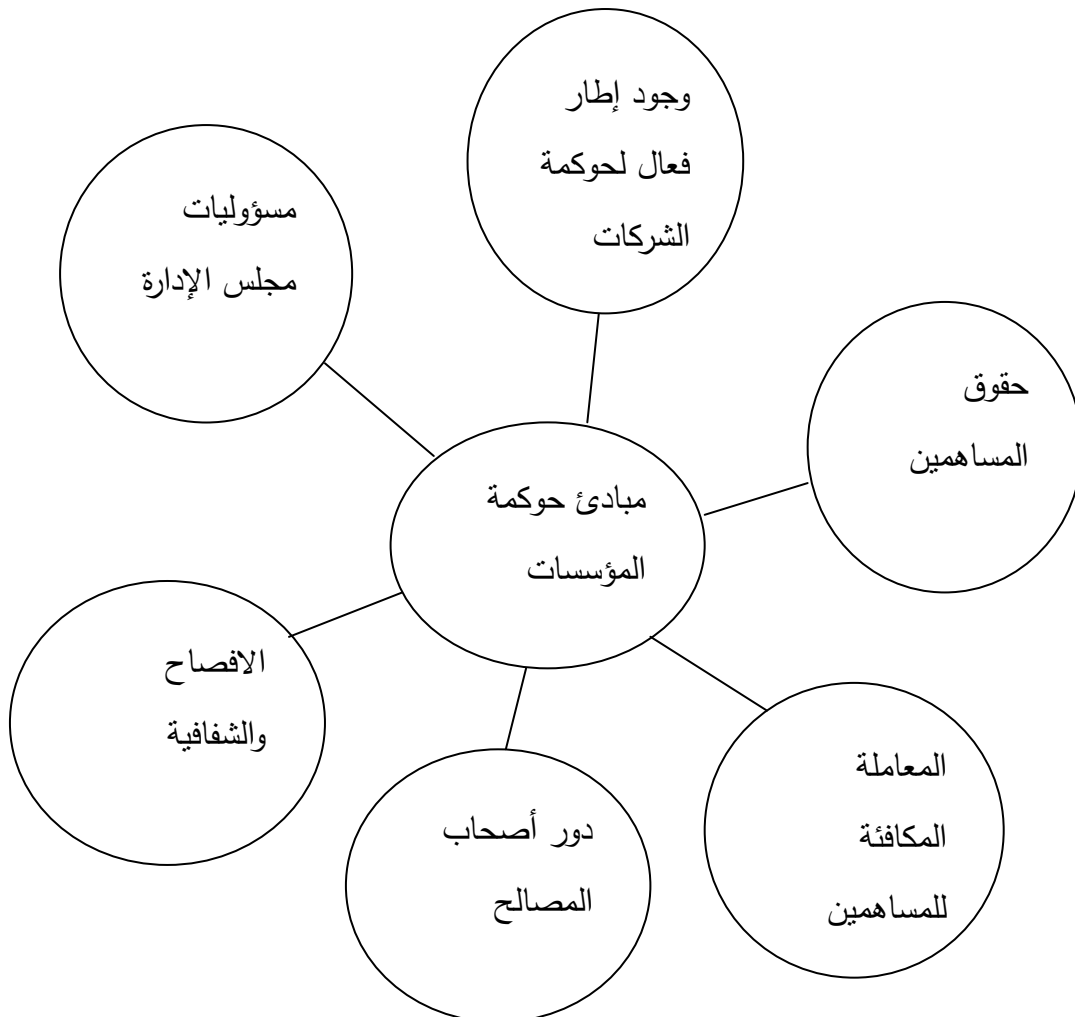 وجود إطار
فعال لحوكمة
الشركات
مسؤوليات
مجلس الإدارة
حقوق
المساهمين
مبادئ حوكمة
المؤسسات
الافصاح
والشفافية
المعاملة
المكافئة
للمساهمين
دور أصحاب
المصالح